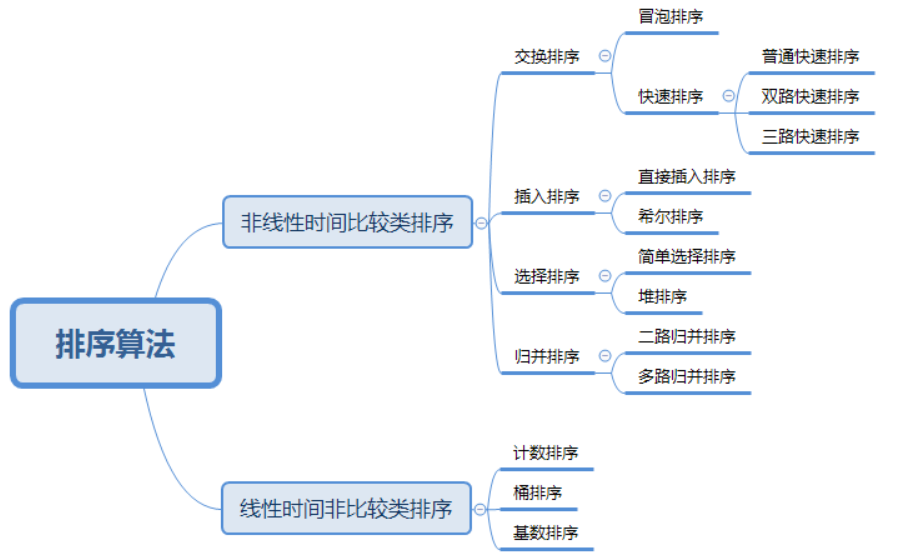 排序算法
非线性时间比较类排序
交换排序
冒泡排序
快速排序
普通快速排序
双路快速排序
三路快速排序
插入排序
直接插入排序
希尔排序
选择排序
简单选择排序
堆排序
归并排序
二路归并排序
多路归并排序
线性时间非比较类排序
计数排序
桶排序
基数排序